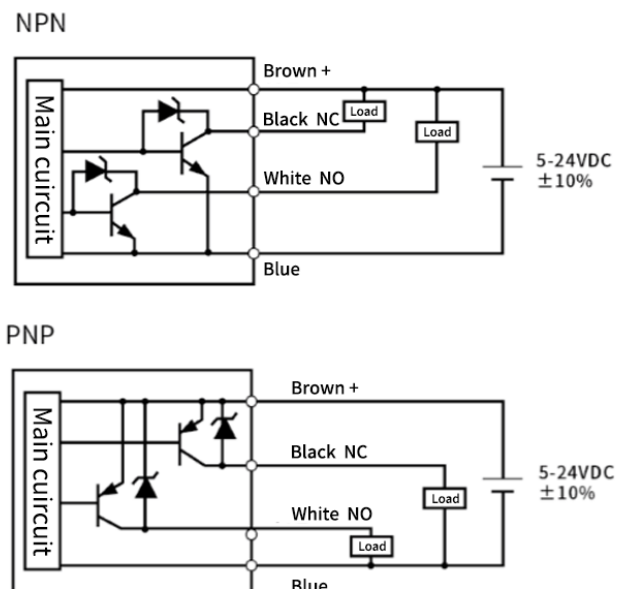 NPN
Main cuircuit
Brown +
Black NC
Load
Load
White NO
5-24VDC
±10%
Blue
PNP
Main cuircuit
Brown +
Black NC
Load
5-24VDC
±10%
White NO
Load
Blue